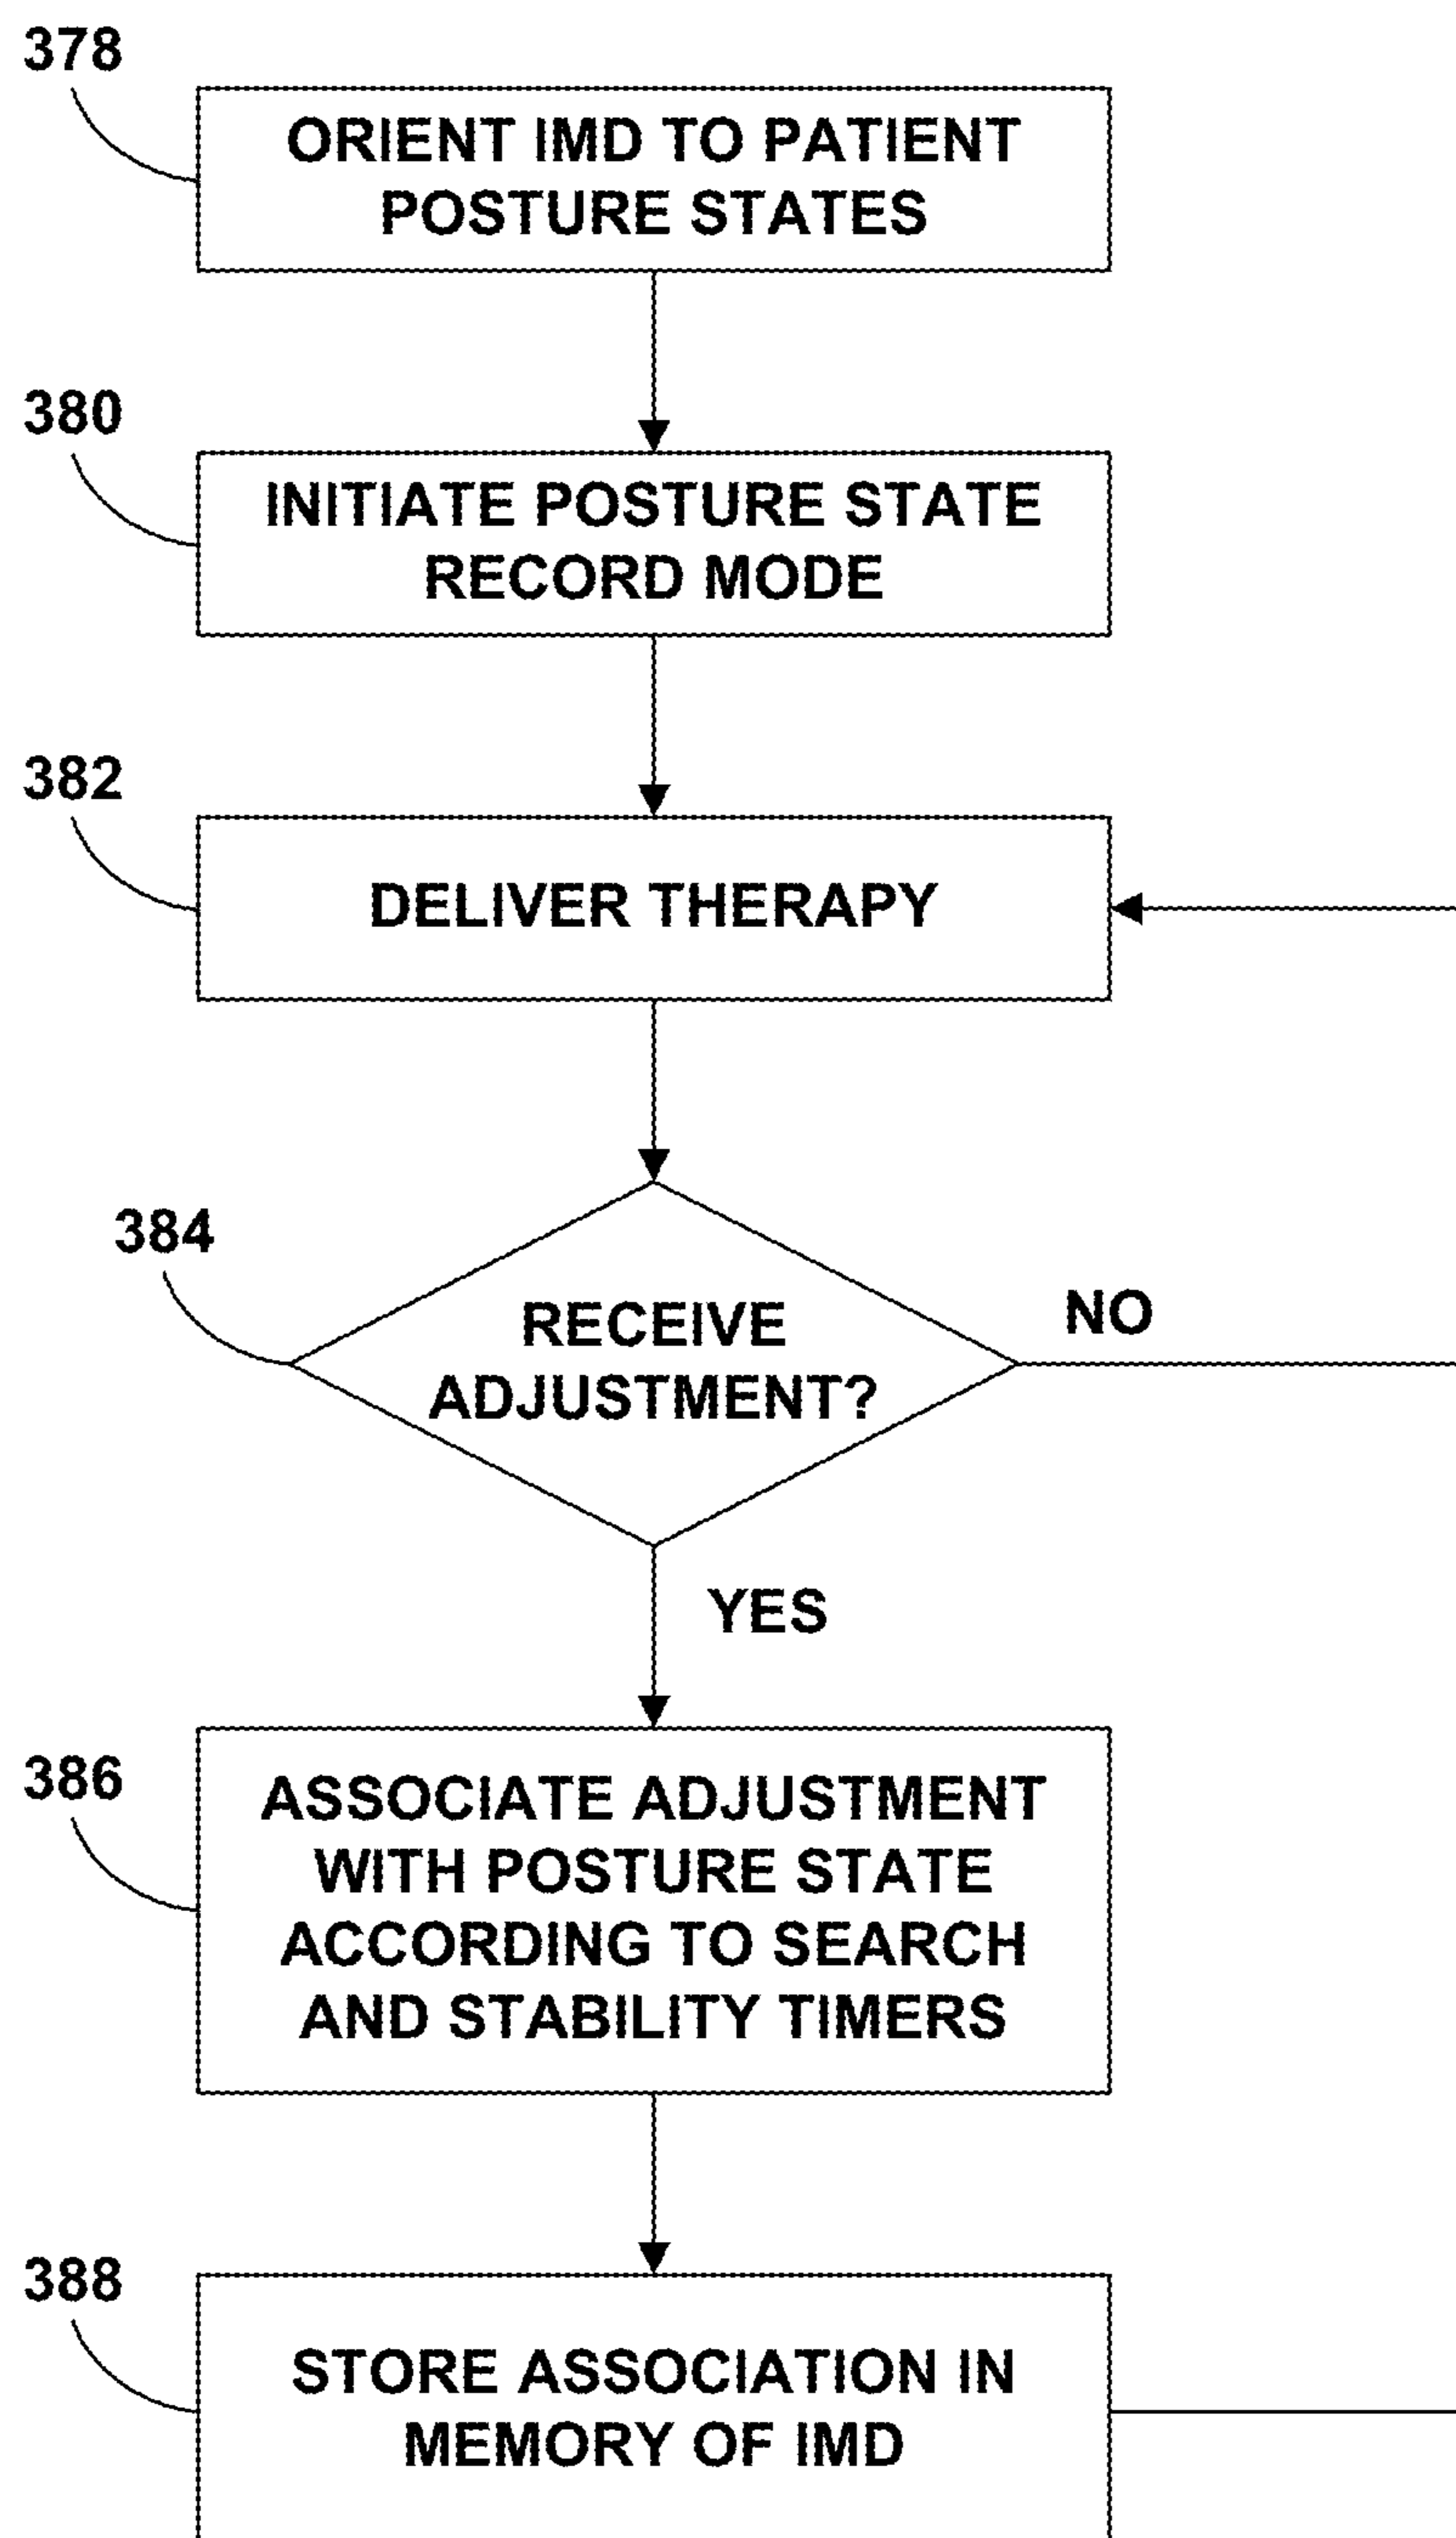 378
ORIENT IMD TO PATIENT
POSTURE STATES
380
INITIATE POSTURE STATE
RECORD MODE
382
DELIVER THERAPY
384
RECEIVE
ADJUSTMENT?
NO
YES
386
ASSOCIATE ADJUSTMENT
WITH POSTURE STATE
ACCORDING TO SEARCH
AND STABILITY TIMERS
388
STORE ASSOCIATION IN
MEMORY OF IMD